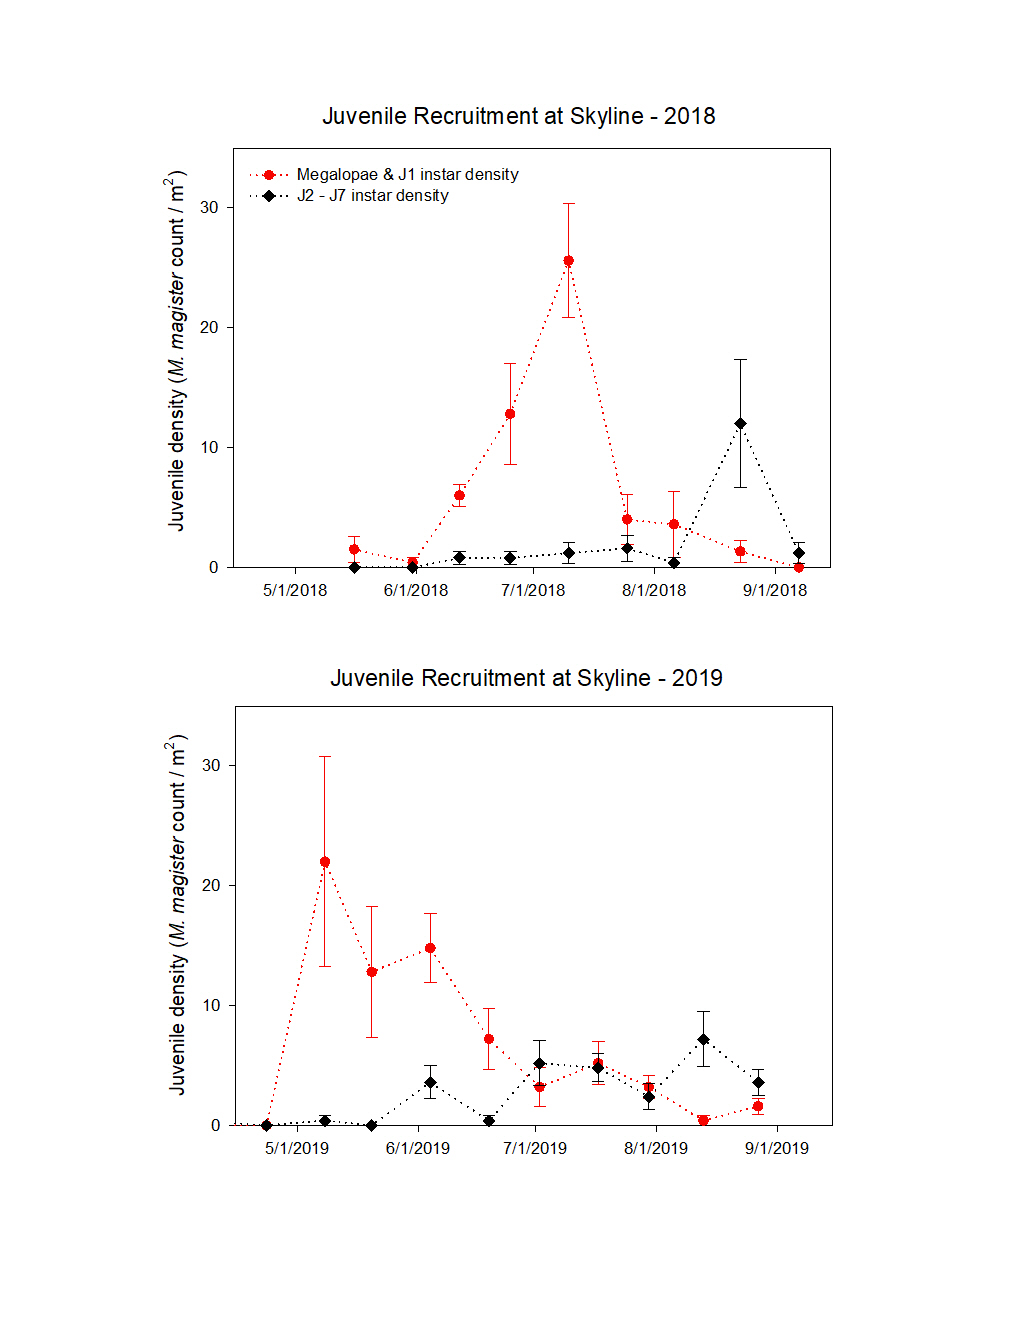 Juvenile Recruitment at Skyline - 2018
Juvenile density (M. magister count / m2)
Megalopae & J1 instar density
J2 - J7 instar density
30
20
10
0
5/1/2018 6/1/2018 7/1/2018 8/1/2018 9/1/2018
Juvenile Recruitment at Skyline - 2019
Juvenile density (M. magister count / m2)
30
20
10
0
5/1/2019 6/1/2019 7/1/2019 8/1/2019 9/1/2019